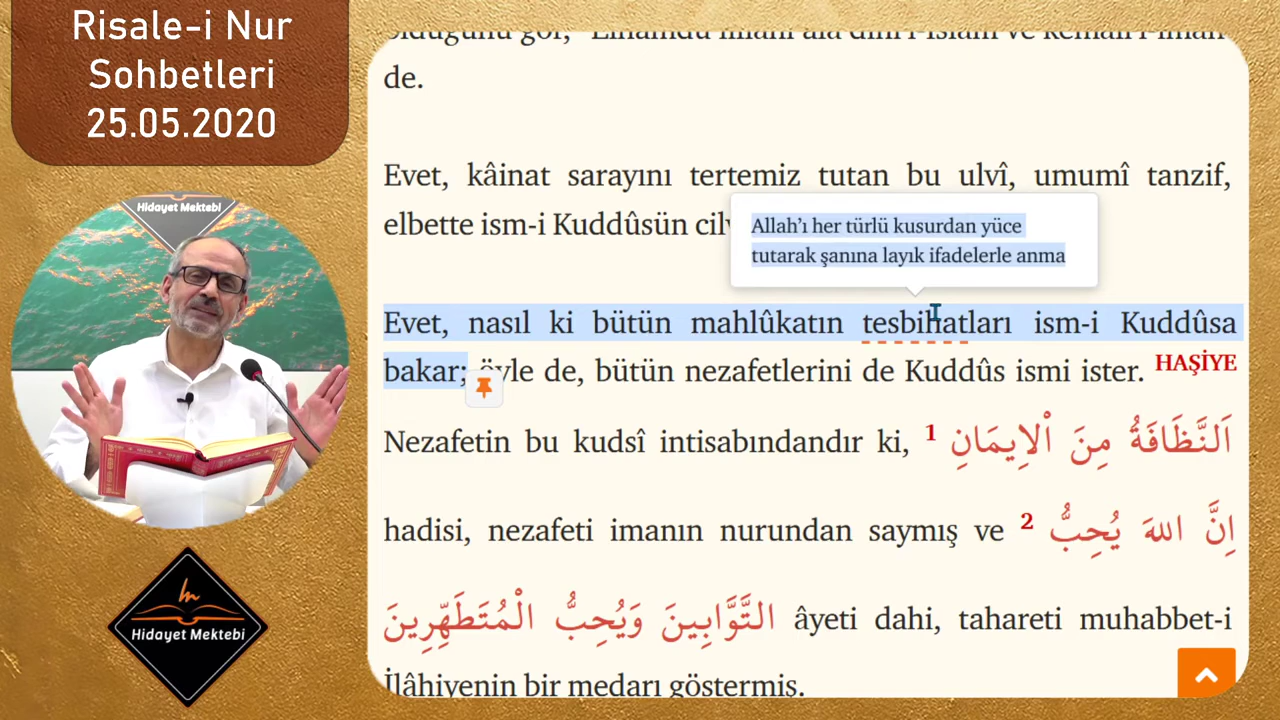 Risale-i Nur
Sohbetleri
25.05.2020
Hidayet Mektebi
Hidayet Mektebi
de.
Evet, kâinat sarayını tertemiz tutan bu ulvî, umumî tanzif,
elbette ism-i Kuddûsün
Allah’ı her türlü kusurdan yüce
tutarak şanına layık ifadelerle anma
Evet, nasıl ki bütün mahlûkatın tesbihatları ism-i Kuddûsa
bakar; öyle de, bütün nezafetlerini de Kuddûs ismi ister. HAŞİYE
Nezafetin bu kudsî intisabındandır ki, 1 اَلنَّظَافَةُ مِنَ اْلاِيمَانِ
hadisi, nezafeti imanın nurundan saymış ve 2 اِنَّ اللهَ يُحِبُّ
التَّوَّابِينَ وَيُحِبُّ الْمُتَطَهِّرِينَ âyeti dahi, tahareti muhabbet-i
İlâhiyenin bir medarı göstermiş.